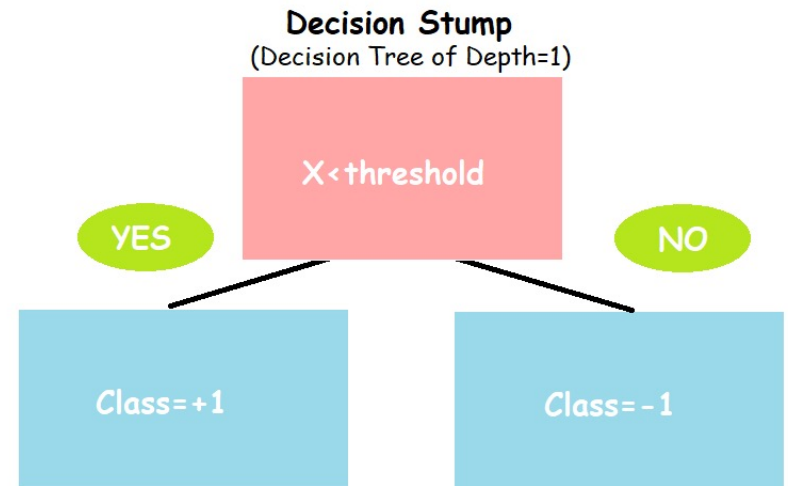 Decision Stump
(Decision Tree of Depth=1)
X<threshold
YES
NO
Class=+1
Class=-1